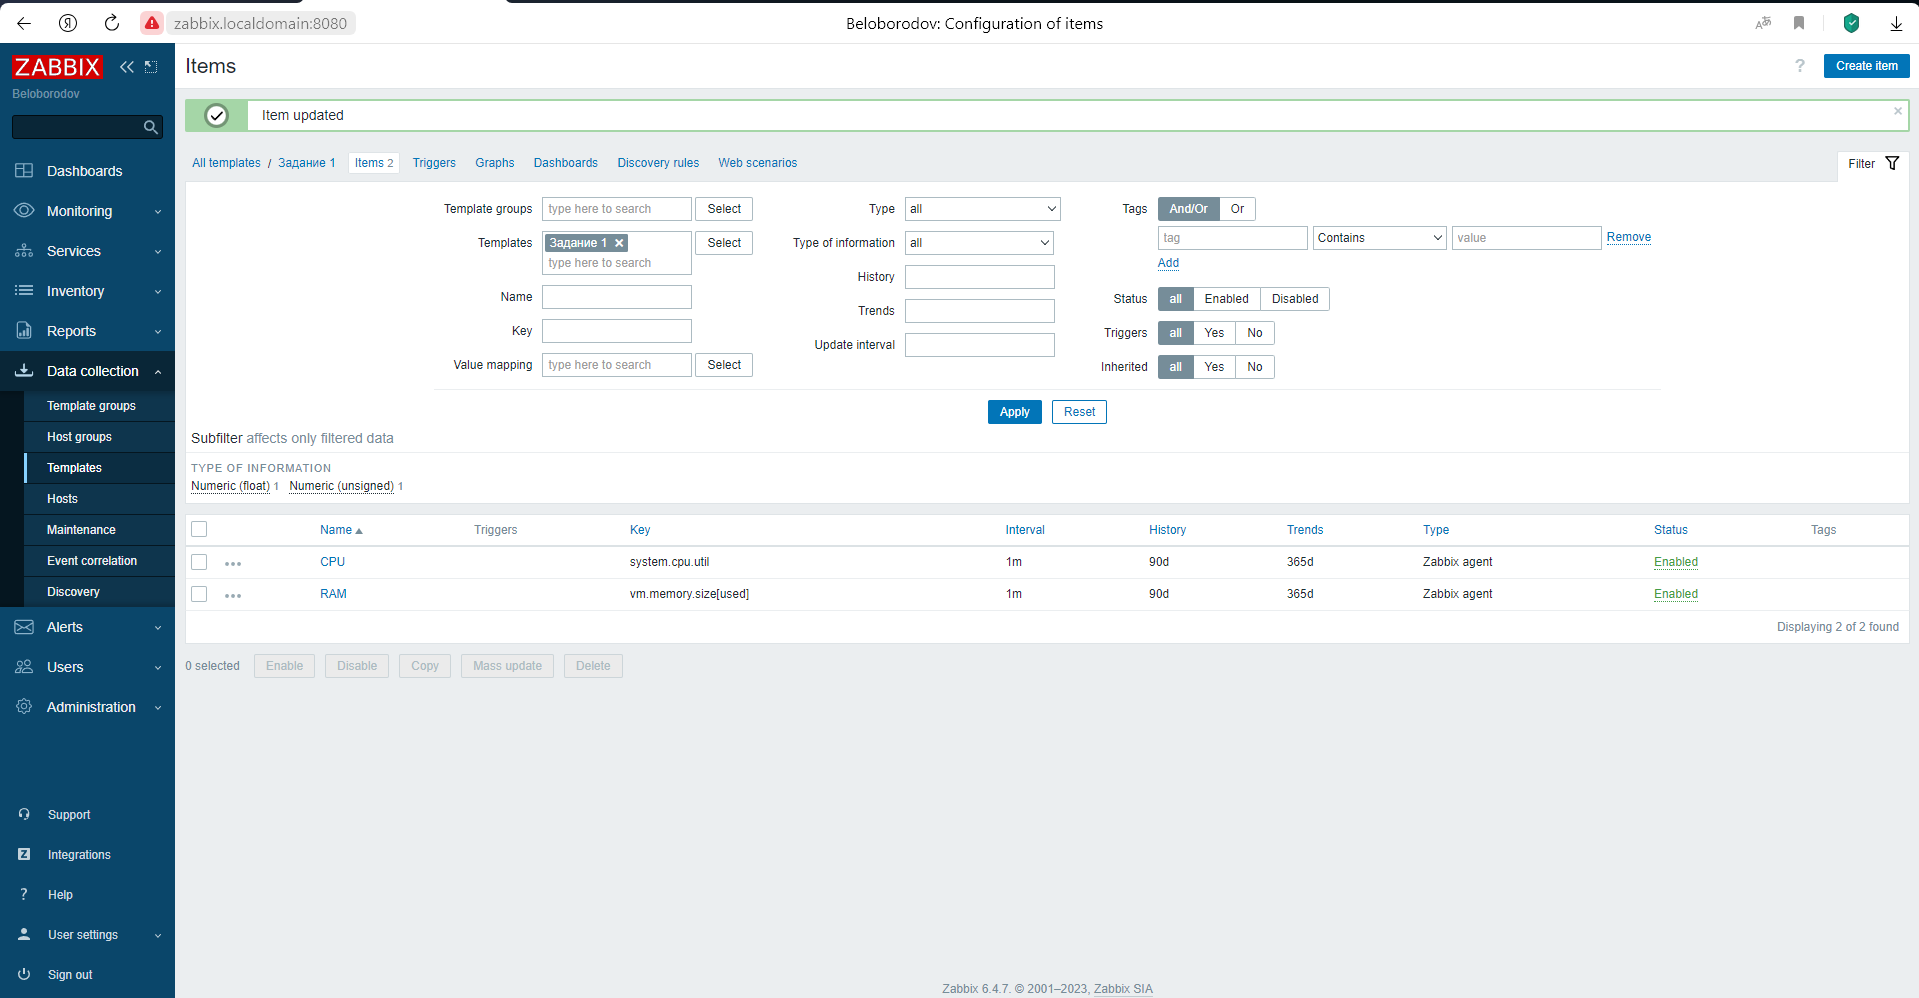 zabbix.localdomain:8080
Beloborodov: Configuration of items
ZABBIX
Beloborodov
Dashboards
Monitoring
Services
Inventory
Reports
Data collection
Template groups
Host groups
Templates
Hosts
Maintenance
Event correlation
Discovery
Alerts
Users
Administration
Support
Integrations
Help
User settings
Sign out
Items
? Create item
Item updated
All templates / Задание 1 Items 2 Triggers Graphs Dashboards Discovery rules Web scenarios
Filter
Template groups type here to search Select
Templates Задание 1 Select
type here to search
Name
Key
Value mapping type here to search Select
Type all
Type of information all
History
Trends
Update interval
Tags And/Or Or
tag Contains value Remove
Add
Status all Enabled Disabled
Triggers all Yes No
Inherited all Yes No
Apply Reset
Subfilter affects only filtered data
TYPE OF INFORMATION
Numeric (float) 1 Numeric (unsigned) 1
Name Triggers Key Interval History Trends Type Status Tags
CPU system.cpu.util 1m 90d 365d Zabbix agent Enabled
RAM vm.memory.size[used] 1m 90d 365d Zabbix agent Enabled
Displaying 2 of 2 found
0 selected Enable Disable Copy Mass update Delete
Zabbix 6.4.7. © 2001–2023, Zabbix SIA